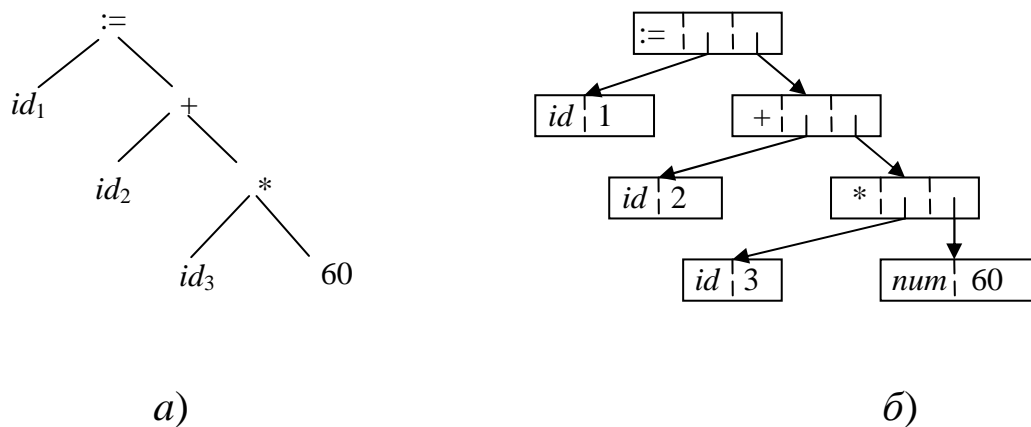 :=
id₁
+
id₂
*
id₃
60
а)
:=
id 1
+
id 2
*
id 3
num 60
б)